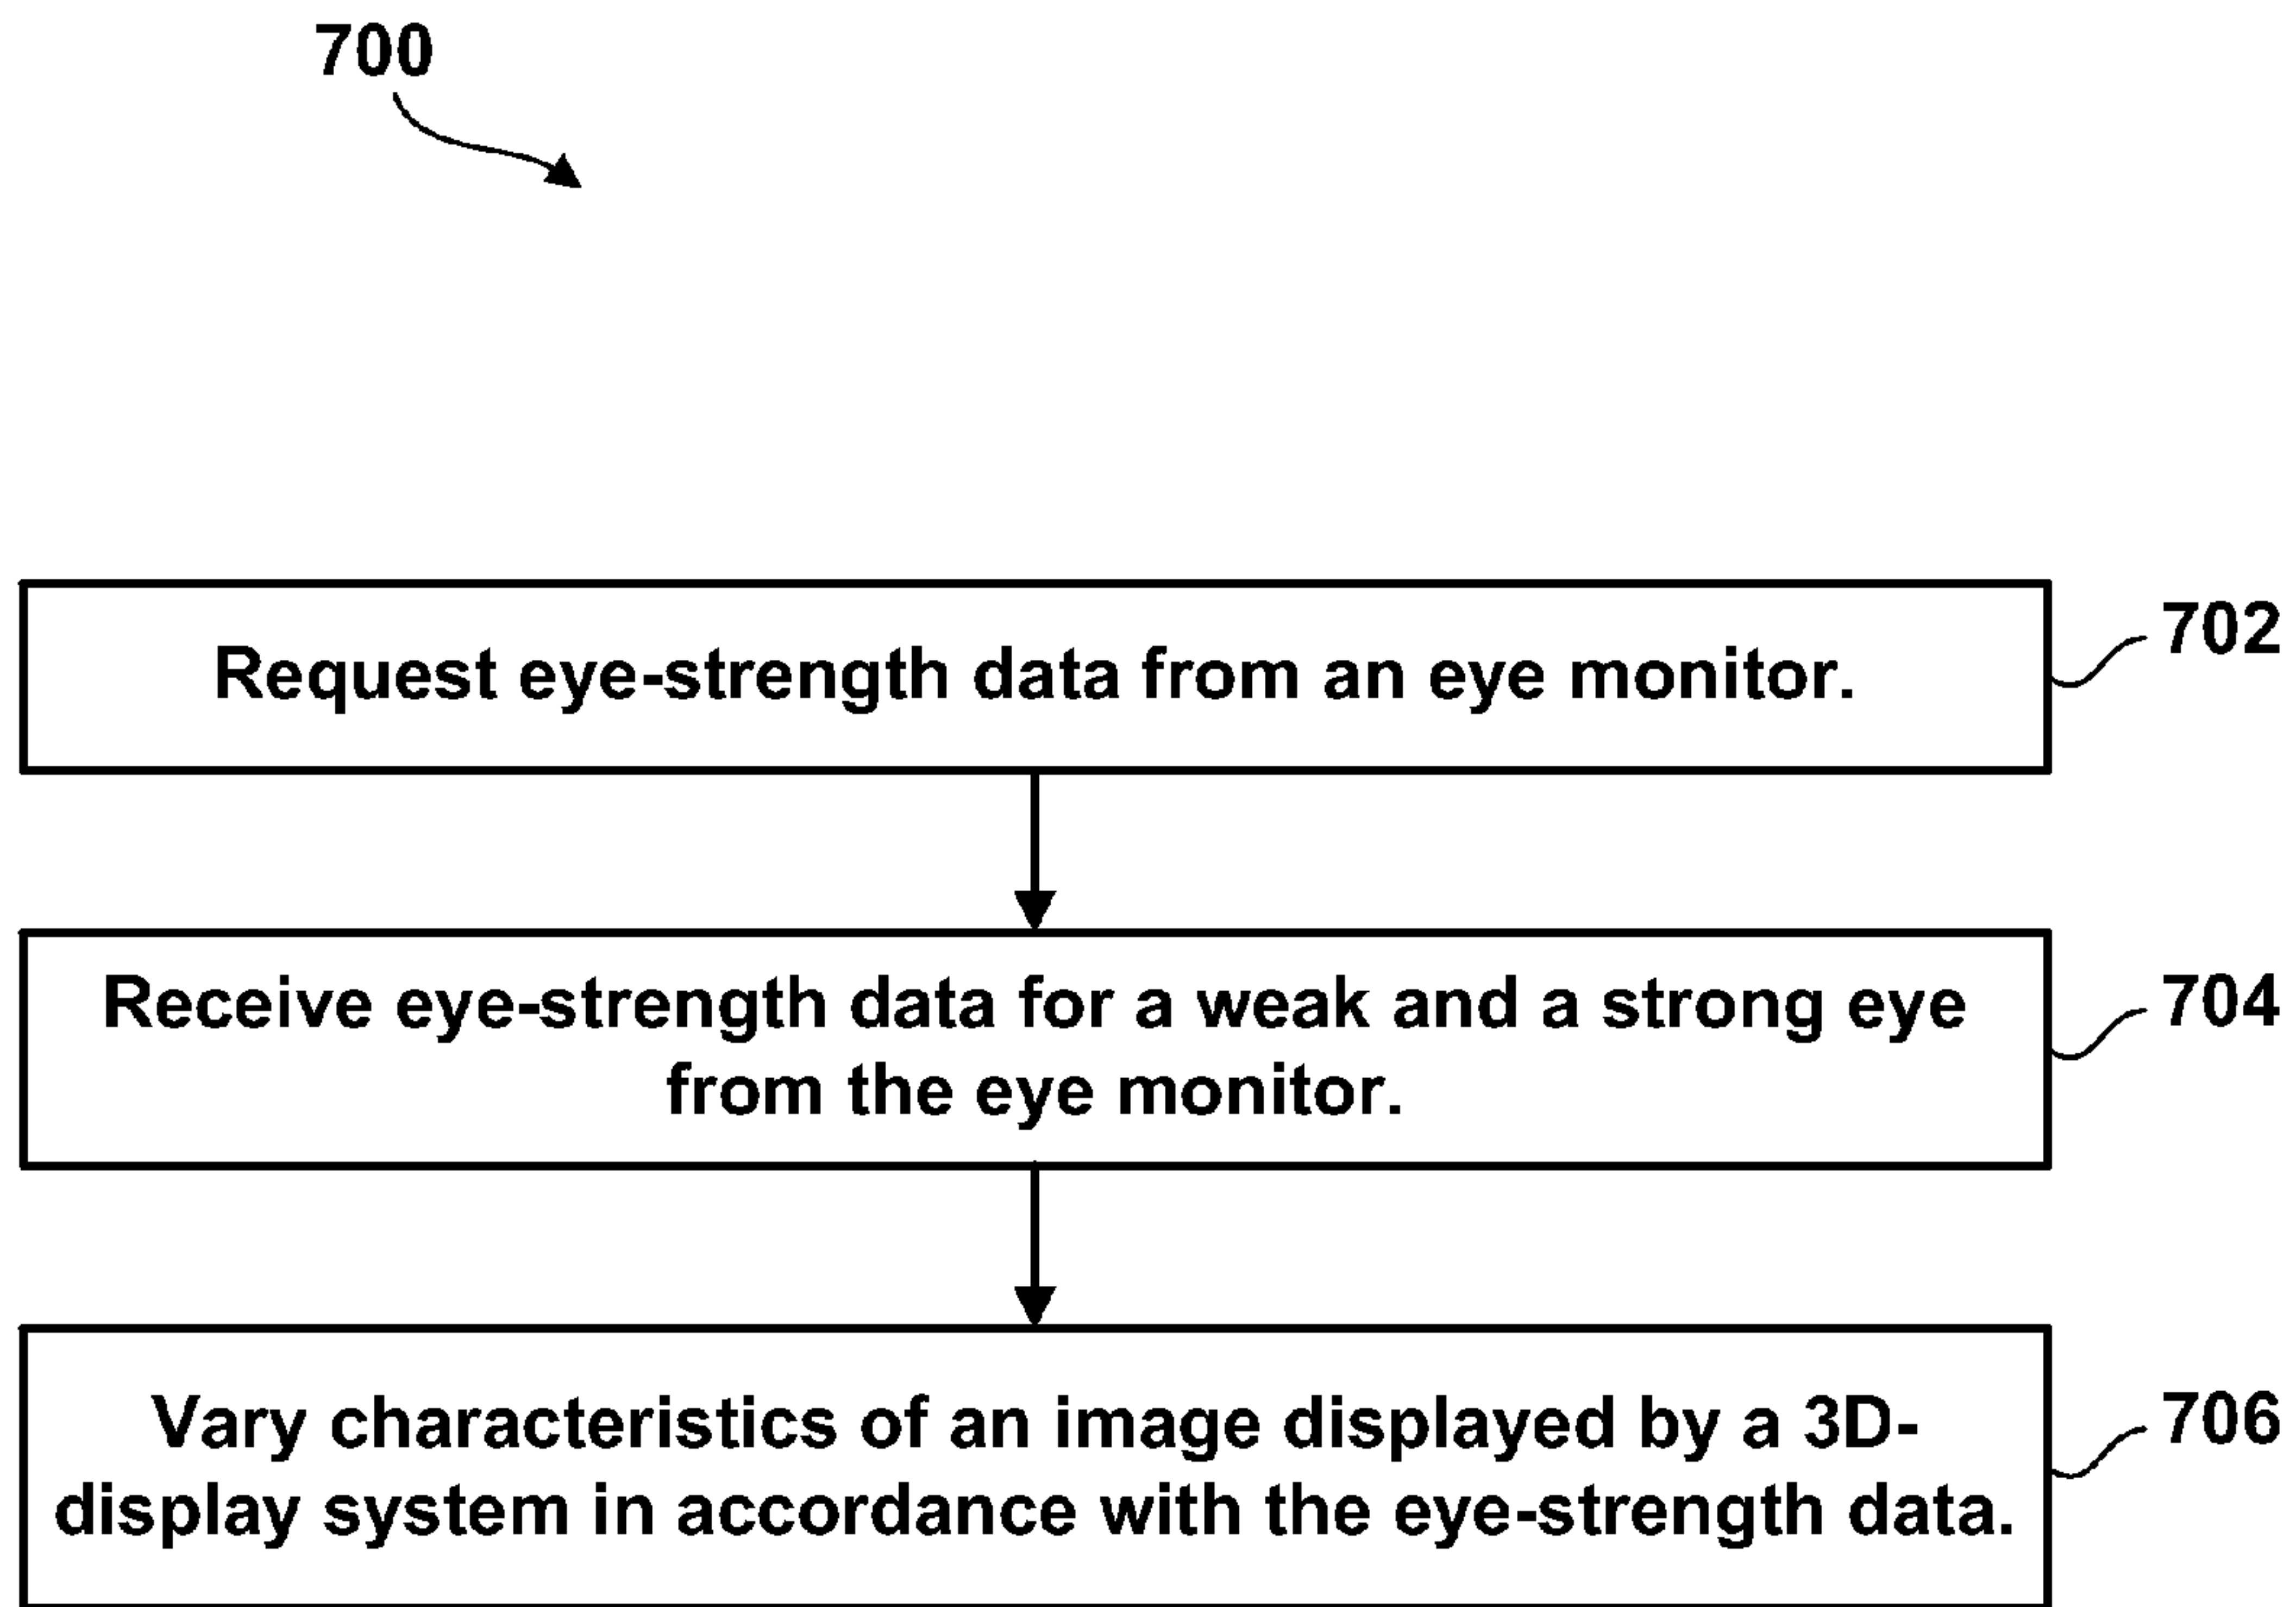 700
Request eye-strength data from an eye monitor.
702
Receive eye-strength data for a weak and a strong eye
from the eye monitor.
704
Vary characteristics of an image displayed by a 3D-
display system in accordance with the eye-strength data.
706